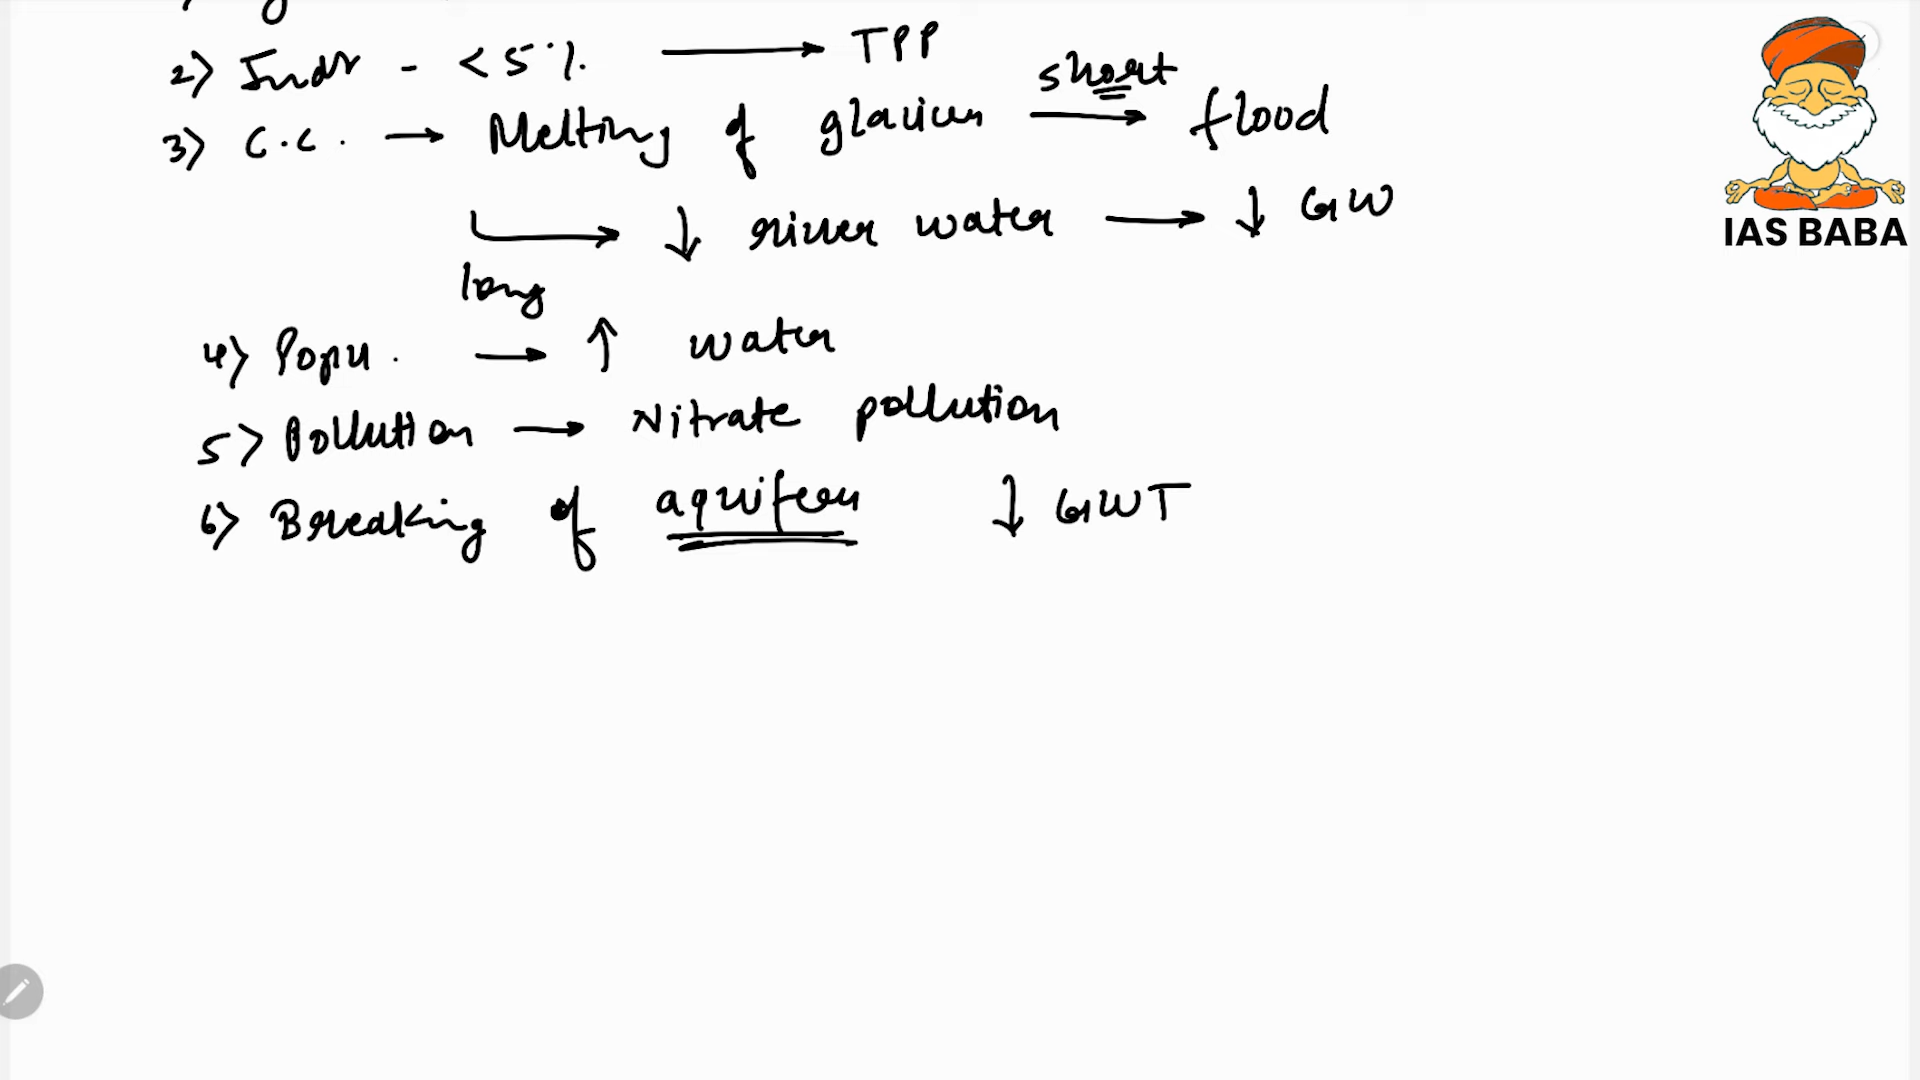 2) Indr - < 5% → TPP
3) C.C. → Melting of glaciers short → flood
long → ↓ river water → ↓ GW
4) Popu. → ↑ water
5) Pollution → Nitrate pollution
6) Breaking of aquifers ↓ GWT
IAS BABA